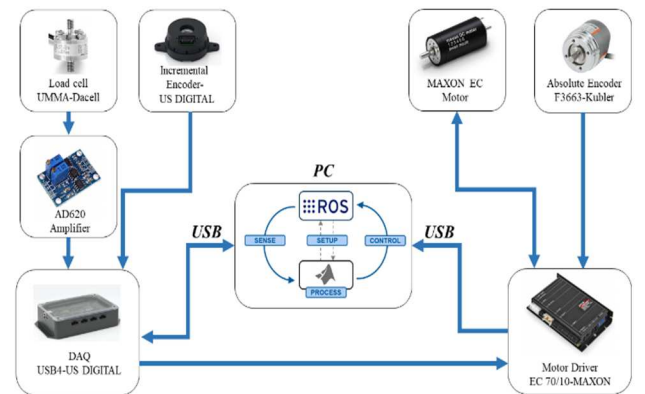 Load cell
UMMA-Dacell
Incremental
Encoder-
US DIGITAL
MAXON EC
Motor
Absolute Encoder
F3663-Kubler
AD620
Amplifier
PC
USB
USB
ROS
SENSE
SETUP
CONTROL
PROCESS
DAQ
USB4-US DIGITAL
Motor Driver
EC 70/10-MAXON